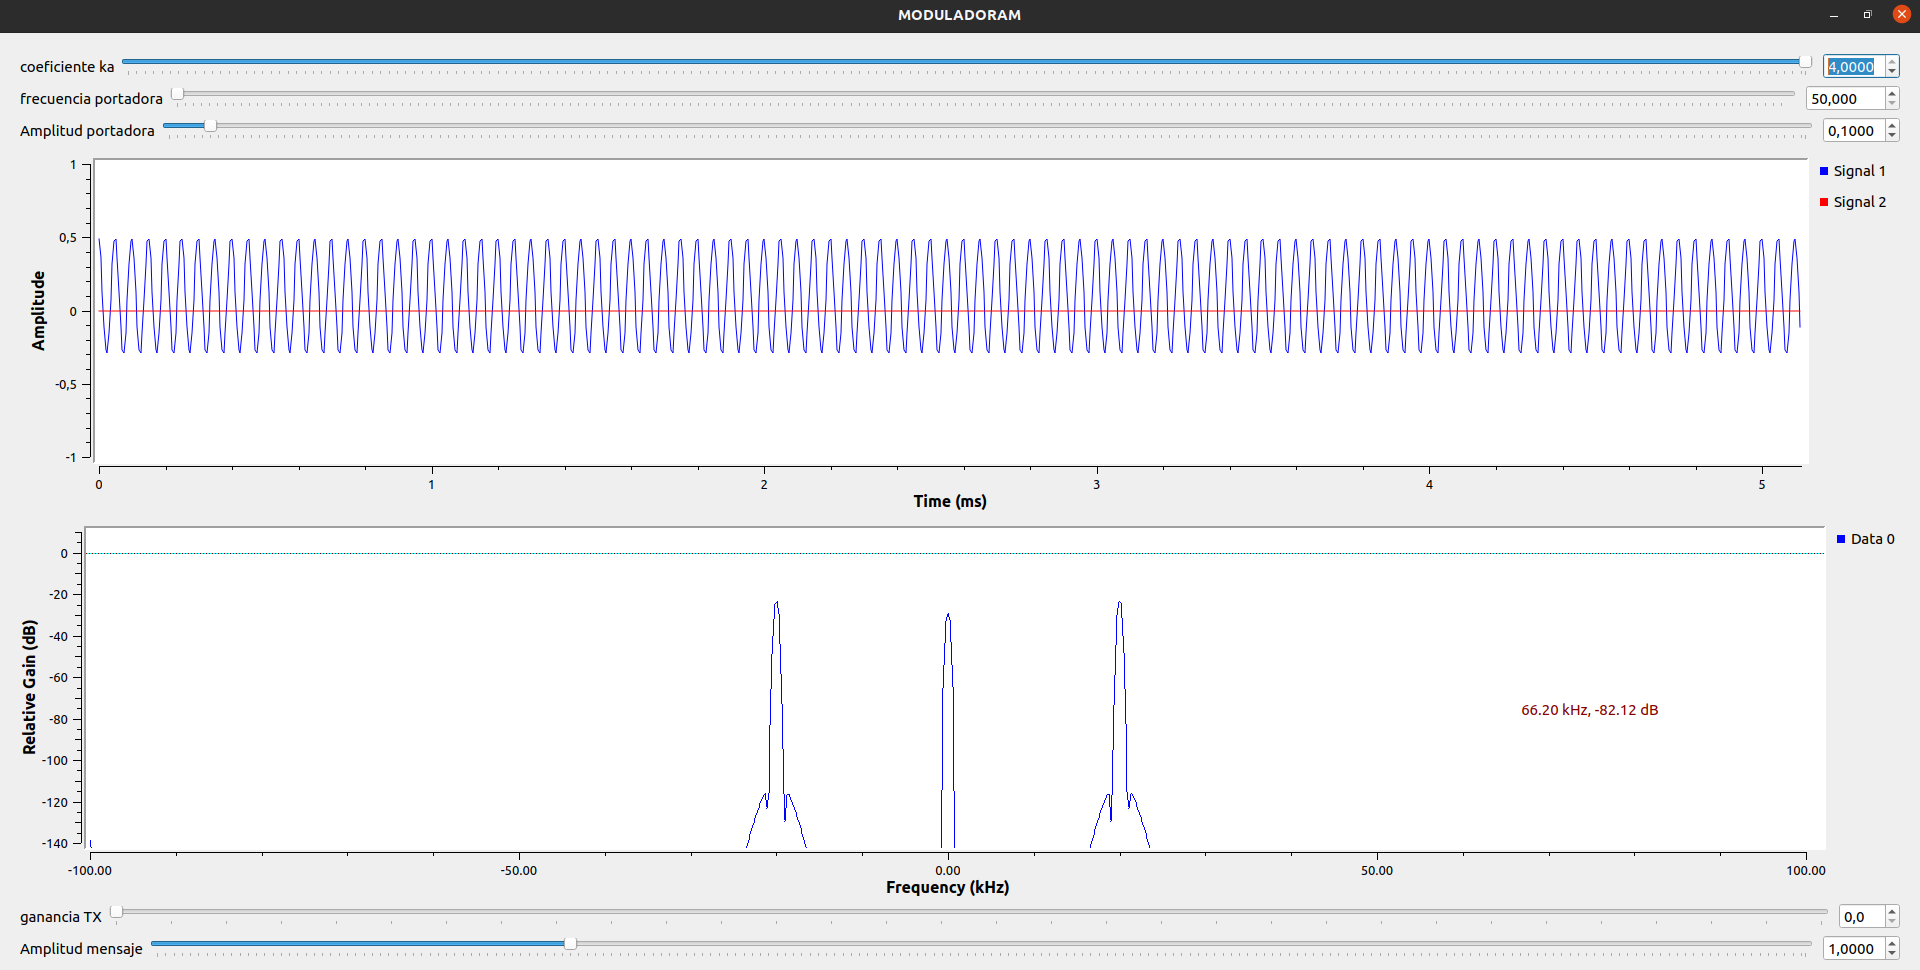 MODULADORAM
coeficiente ka 4,0000
frecuencia portadora 50,000
Amplitud portadora 0,1000
1
0,5
0
-0,5
-1
Amplitude
Signal 1
Signal 2
0 1 2 3 4 5
Time (ms)
0
-20
-40
-60
-80
-100
-120
-140
Relative Gain (dB)
Data 0
66.20 kHz, -82.12 dB
-100.00 -50.00 0.00 50.00 100.00
Frequency (kHz)
ganancia TX 0,0
Amplitud mensaje 1,0000